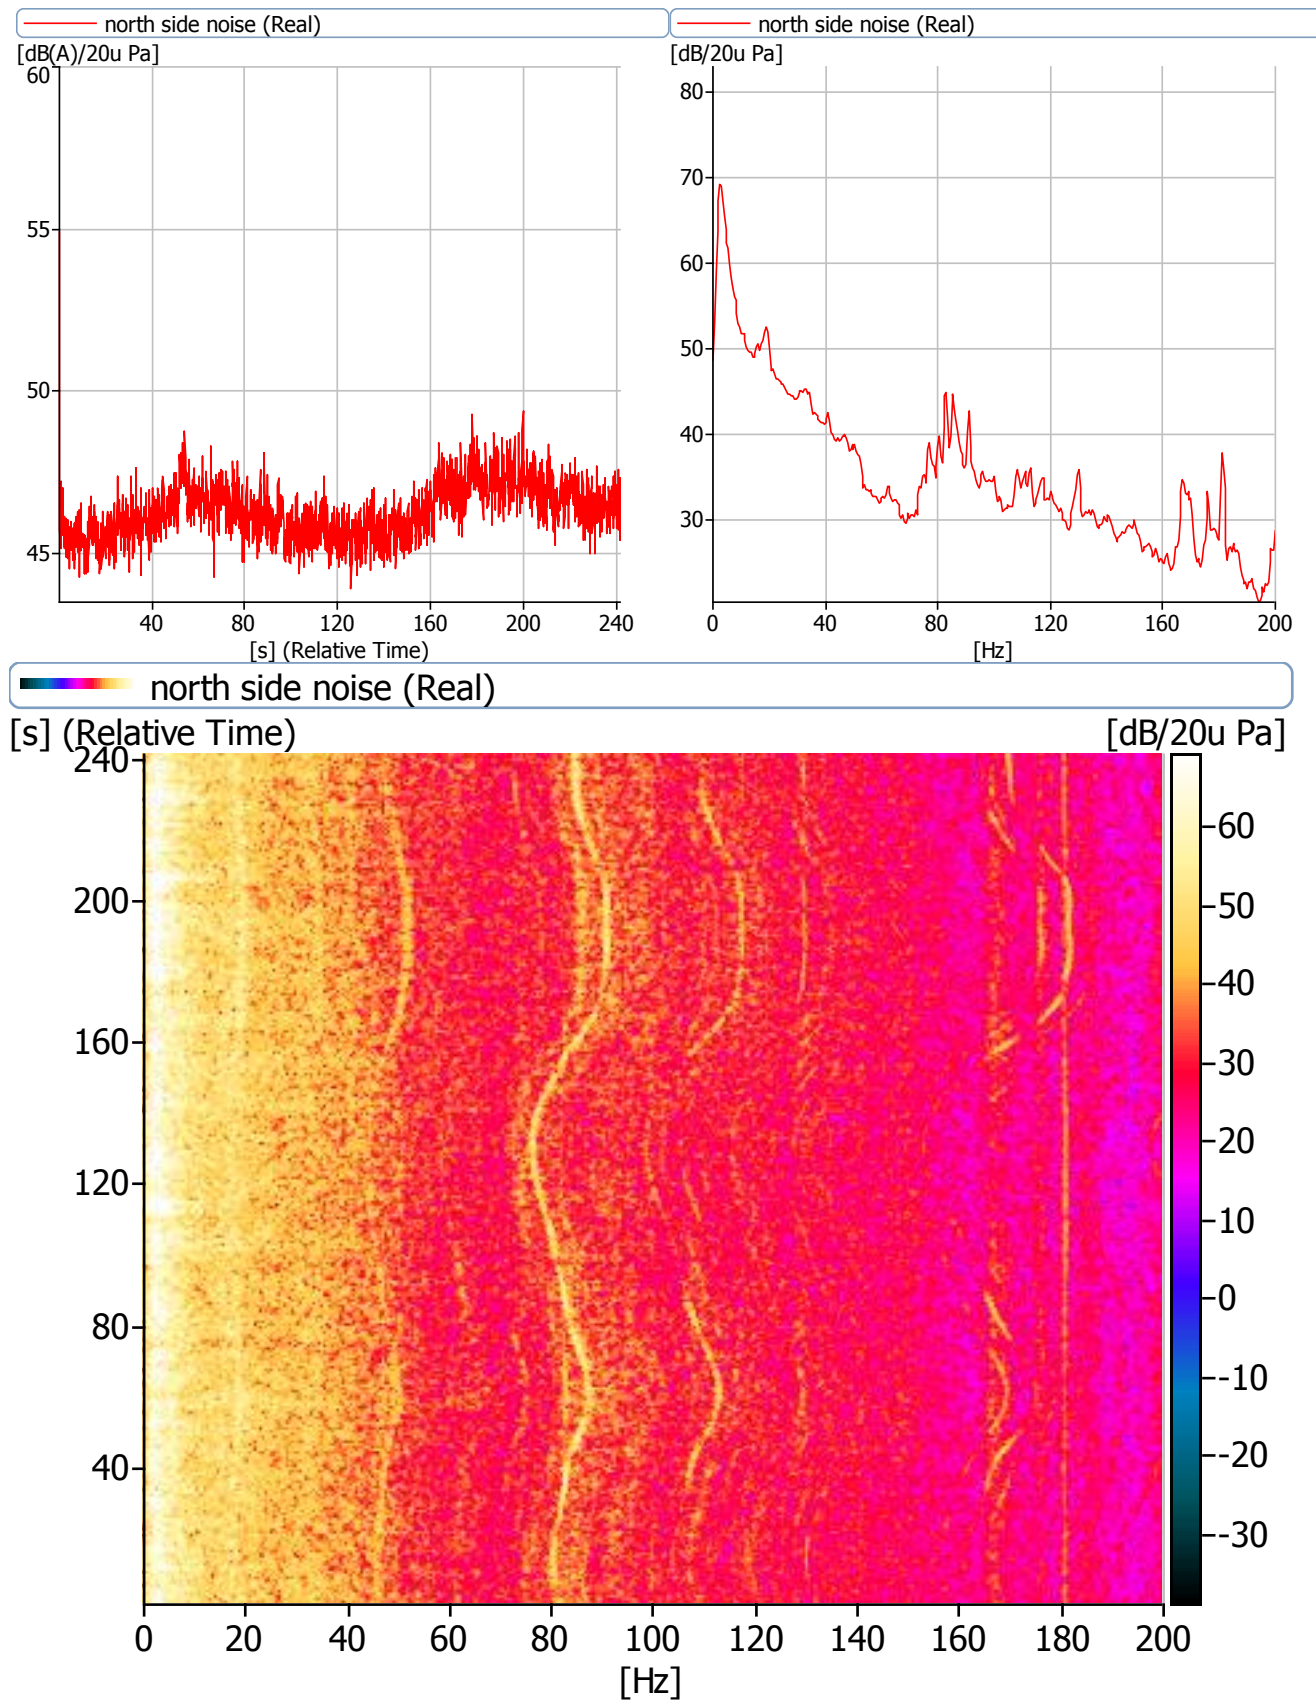 north side noise (Real)
[dB(A)/20u Pa]
60
55
50
45
40 80 120 160 200 240
[s] (Relative Time)
north side noise (Real)
[dB/20u Pa]
80
70
60
50
40
30
0 40 80 120 160 200
[Hz]
north side noise (Real)
[s] (Relative Time)
[dB/20u Pa]
240
200
160
120
80
40
0 20 40 60 80 100 120 140 160 180 200
[Hz]
60
50
40
30
20
10
0
-10
-20
-30